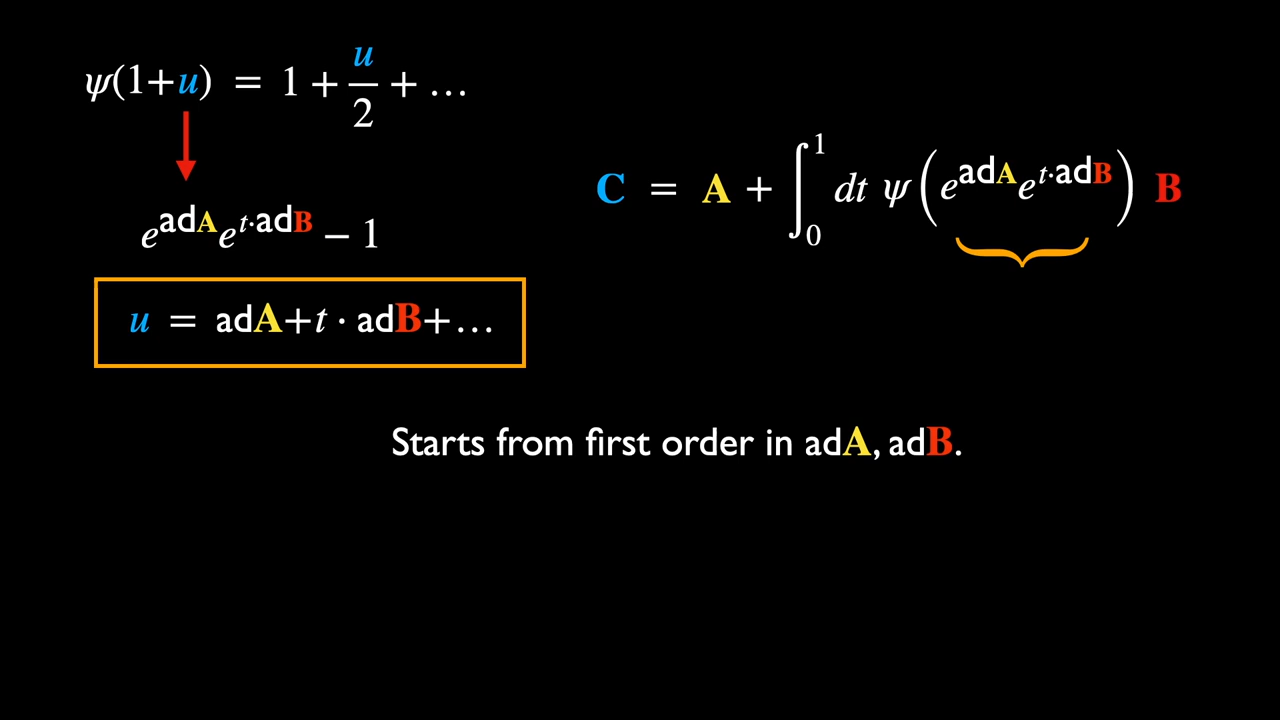 ψ(1+u) = 1 + u/2 + …
C = A + ∫₀¹ dt ψ(e^{adA}e^{t·adB}) B
e^{adA}e^{t·adB} − 1
u = adA+t · adB+…
Starts from first order in adA, adB.